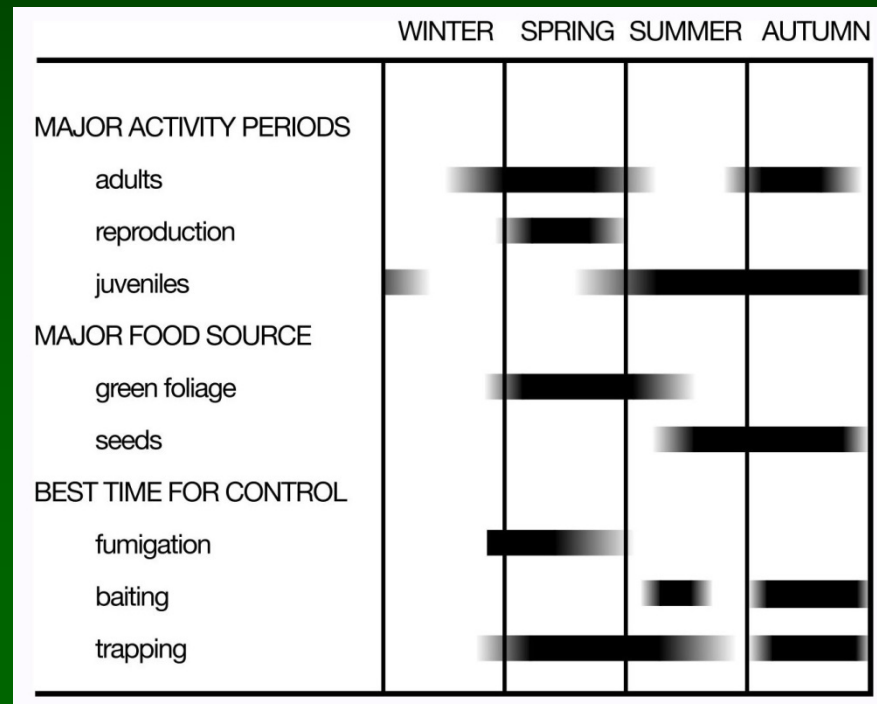 WINTER SPRING SUMMER AUTUMN
MAJOR ACTIVITY PERIODS
adults
reproduction
juveniles
MAJOR FOOD SOURCE
green foliage
seeds
BEST TIME FOR CONTROL
fumigation
baiting
trapping